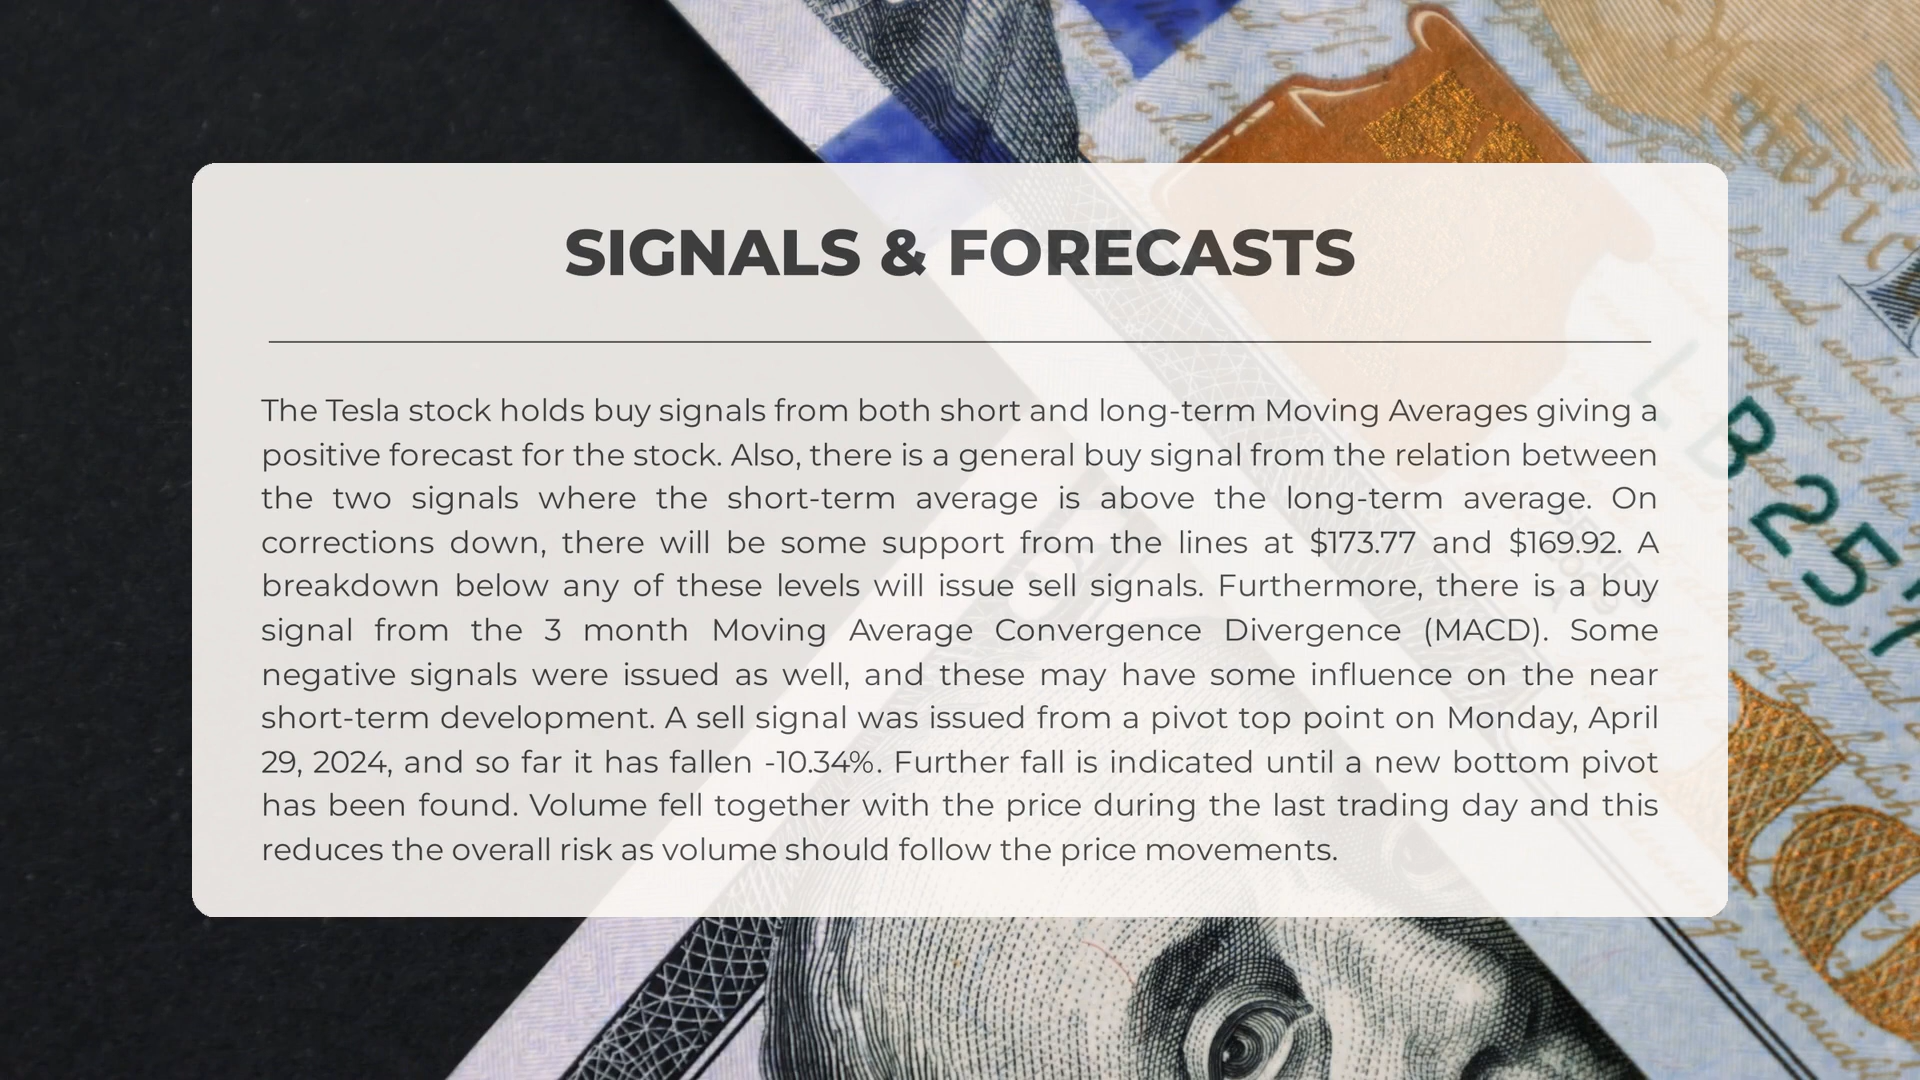 SIGNALS & FORECASTS
The Tesla stock holds buy signals from both short and long-term Moving Averages giving a
positive forecast for the stock. Also, there is a general buy signal from the relation between
the two signals where the short-term average is above the long-term average. On
corrections down, there will be some support from the lines at $173.77 and $169.92. A
breakdown below any of these levels will issue sell signals. Furthermore, there is a buy
signal from the 3 month Moving Average Convergence Divergence (MACD). Some
negative signals were issued as well, and these may have some influence on the near
short-term development. A sell signal was issued from a pivot top point on Monday, April
29, 2024, and so far it has fallen -10.34%. Further fall is indicated until a new bottom pivot
has been found. Volume fell together with the price during the last trading day and this
reduces the overall risk as volume should follow the price movements.